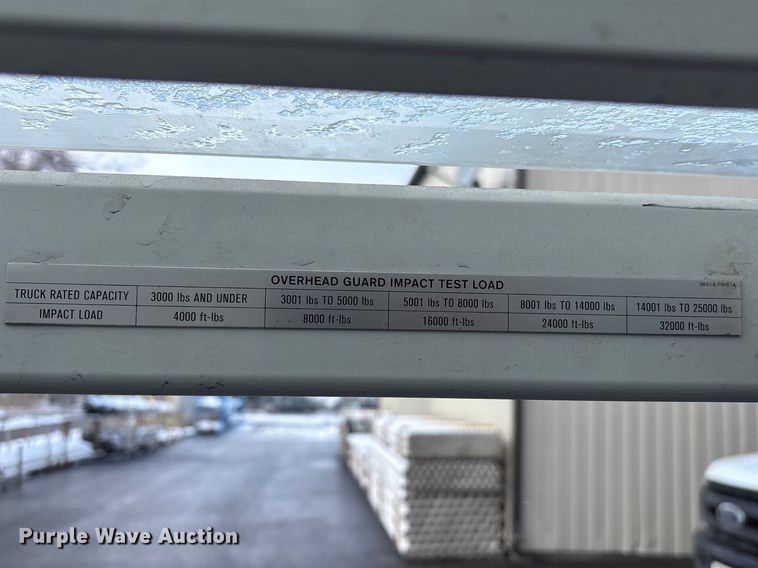 OVERHEAD GUARD IMPACT TEST LOAD
TRUCK RATED CAPACITY 3000 lbs AND UNDER 3001 lbs TO 5000 lbs 5001 lbs TO 8000 lbs 8001 lbs TO 14000 lbs 14001 lbs TO 25000 lbs
IMPACT LOAD 4000 ft-lbs 8000 ft-lbs 16000 ft-lbs 24000 ft-lbs 32000 ft-lbs
Purple Wave Auction